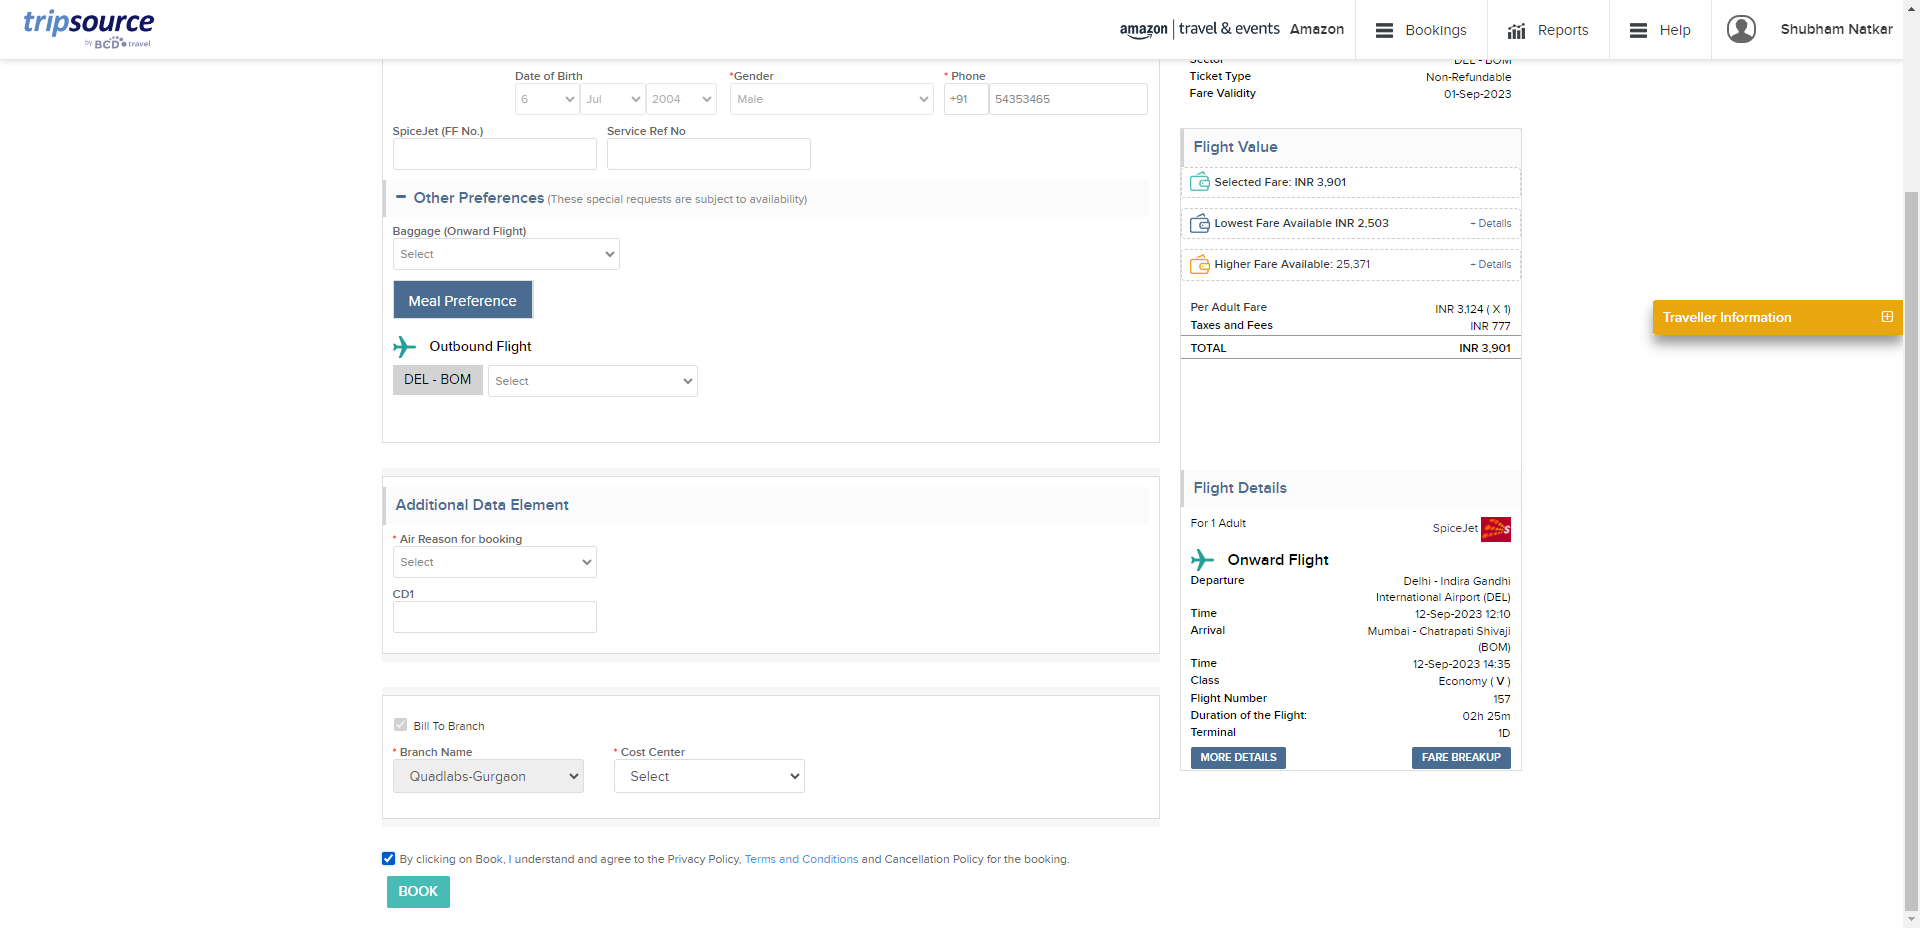 tripsource
by BCD travel
amazon | travel & events Amazon
Bookings
Reports
Help
Shubham Natkar
Date of Birth
*Gender
* Phone
6
Jul
2004
Male
+91
54353465
SpiceJet (FF No.)
Service Ref No
Other Preferences (These special requests are subject to availability)
Baggage (Onward Flight)
Select
Meal Preference
Outbound Flight
DEL - BOM
Select
Additional Data Element
* Air Reason for booking
Select
CD1
Bill To Branch
* Branch Name
* Cost Center
Quadlabs-Gurgaon
Select
By clicking on Book, I understand and agree to the Privacy Policy, Terms and Conditions and Cancellation Policy for the booking.
BOOK
Sector DEL - BOM
Ticket Type Non-Refundable
Fare Validity 01-Sep-2023
Flight Value
Selected Fare: INR 3,901
Lowest Fare Available INR 2,503 + Details
Higher Fare Available: 25,371 + Details
Per Adult Fare INR 3,124 ( X 1)
Taxes and Fees INR 777
TOTAL INR 3,901
Flight Details
For 1 Adult SpiceJet
Onward Flight
Departure Delhi - Indira Gandhi
International Airport (DEL)
Time 12-Sep-2023 12:10
Arrival Mumbai - Chatrapati Shivaji
(BOM)
Time 12-Sep-2023 14:35
Class Economy ( V )
Flight Number 157
Duration of the Flight: 02h 25m
Terminal 1D
MORE DETAILS
FARE BREAKUP
Traveller Information